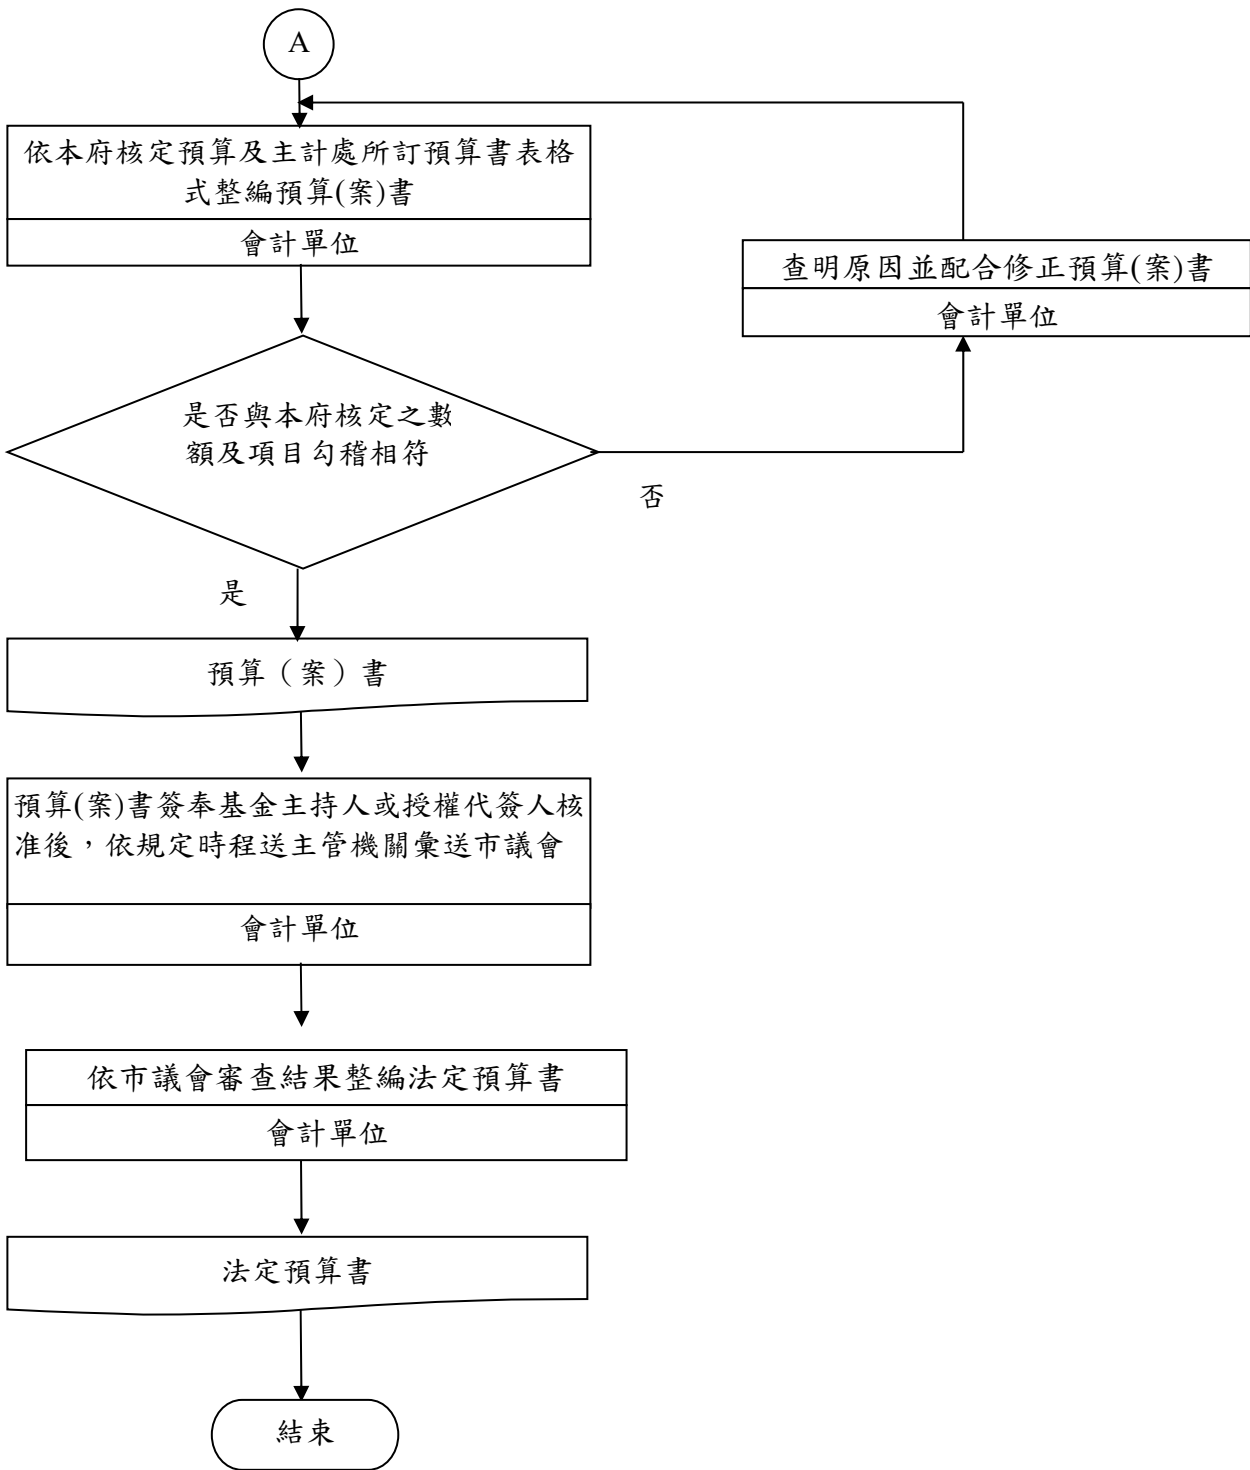 A
依本府核定預算及主計處所訂預算書表格
式整編預算(案)書
會計單位
查明原因並配合修正預算(案)書
會計單位
是否與本府核定之數
額及項目勾稽相符
否
是
預算（案）書
預算(案)書簽奉基金主持人或授權代簽人核
准後，依規定時程送主管機關彙送市議會
會計單位
依市議會審查結果整編法定預算書
會計單位
法定預算書
結束